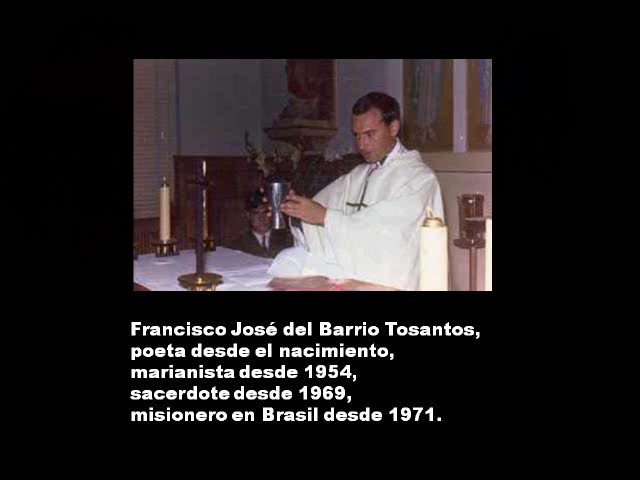 Francisco José del Barrio Tosantos,
poeta desde el nacimiento,
marianista desde 1954,
sacerdote desde 1969,
misionero en Brasil desde 1971.